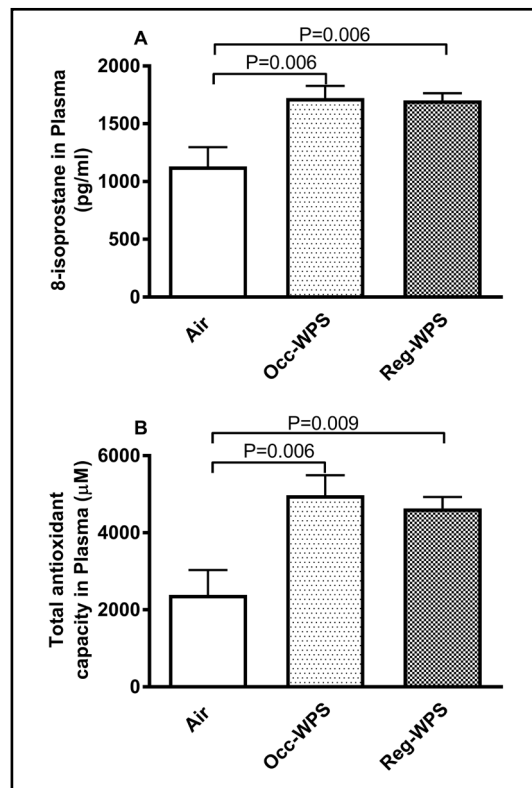 A
P=0.006
P=0.006
8-isoprostane in Plasma
(pg/ml)
2000
1500
1000
500
0
Air
Occ-WPS
Reg-WPS
B
P=0.009
P=0.006
Total antioxidant
capacity in Plasma (μM)
6000
4000
2000
0
Air
Occ-WPS
Reg-WPS